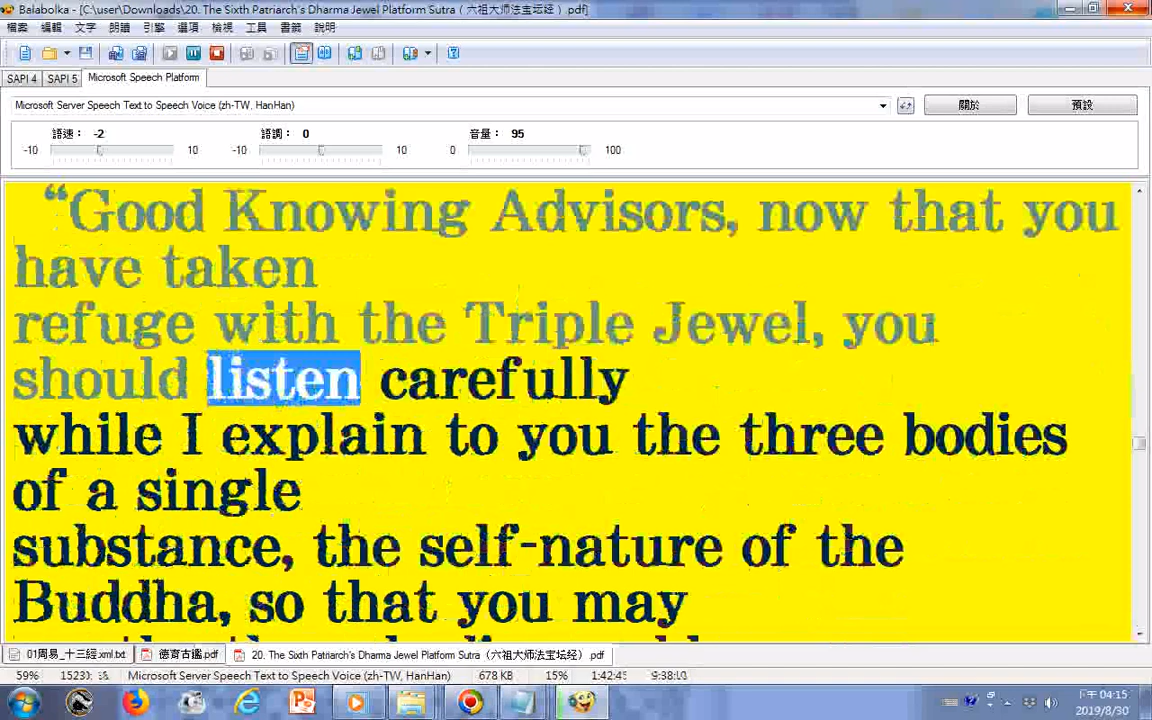 Balabolka - [C:\user\Downloads\20. The Sixth Patriarch's Dharma Jewel Platform Sutra（六祖大师法宝坛经）.pdf]
檔案 編輯 文字 朗讀 引擎 選項 檢視 工具 書籤 說明
SAPI 4 SAPI 5 Microsoft Speech Platform
Microsoft Server Speech Text to Speech Voice (zh-TW, HanHan) 關於 預設
語速： -2 語調： 0 音量： 95
-10 10 -10 10 0 100
“Good Knowing Advisors, now that you
have taken
refuge with the Triple Jewel, you
should listen carefully
while I explain to you the three bodies
of a single
substance, the self-nature of the
Buddha, so that you may
01周易_十三經.xml.txt 德育古鑑.pdf 20. The Sixth Patriarch's Dharma Jewel Platform Sutra（六祖大师法宝坛经）.pdf
59% Microsoft Server Speech Text to Speech Voice (zh-TW, HanHan) 678 KB 15%
下午 04:15
2019/8/30